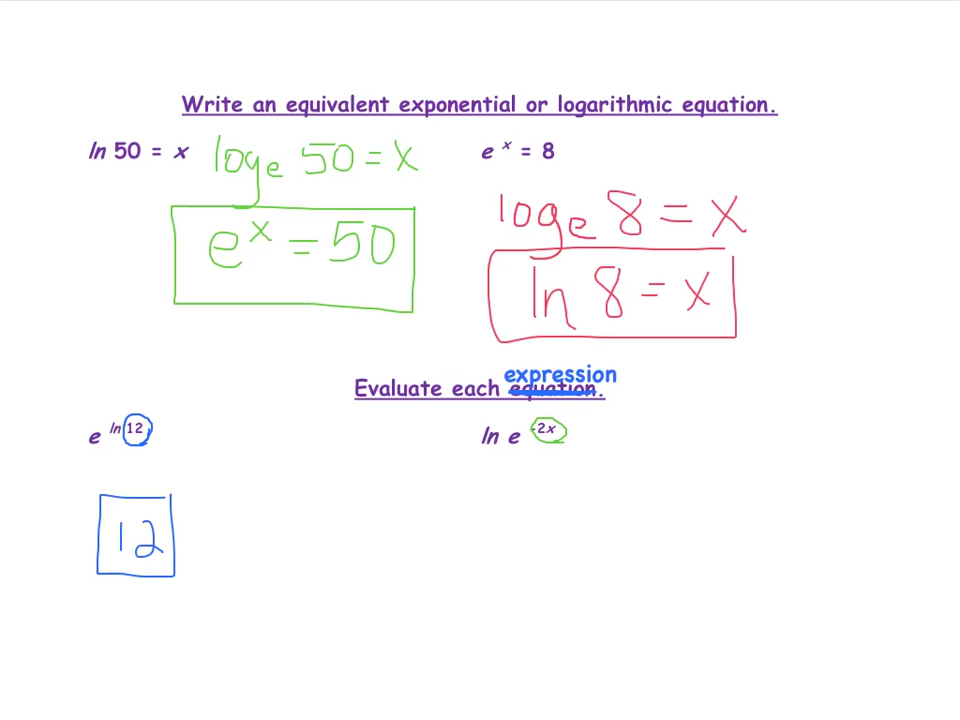 Write an equivalent exponential or logarithmic equation.
ln 50 = x
logₑ 50 = x
eˣ = 50
e ˣ = 8
logₑ 8 = x
ln 8 = x
expression
Evaluate each equation.
e ˡⁿ ¹²
12
ln e ⁻²ˣ